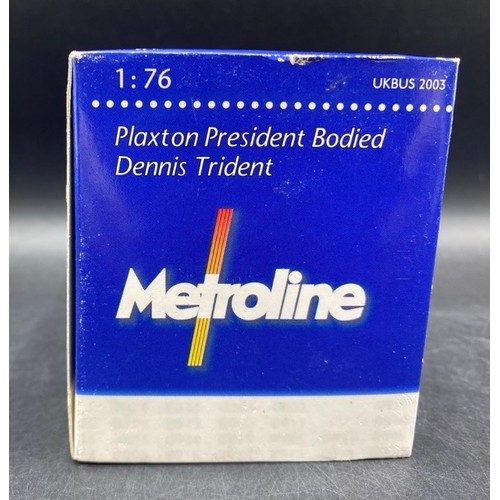 1:76
UKBUS 2003
Plaxton President Bodied
Dennis Trident
Metroline